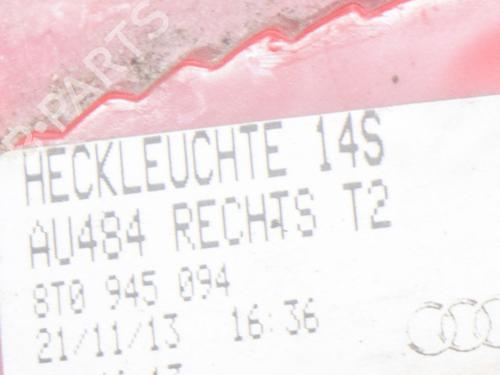 HECKLEUCHTE 14S
AU484 RECHTS T2
8T0 945 094
21/11/13 16:36